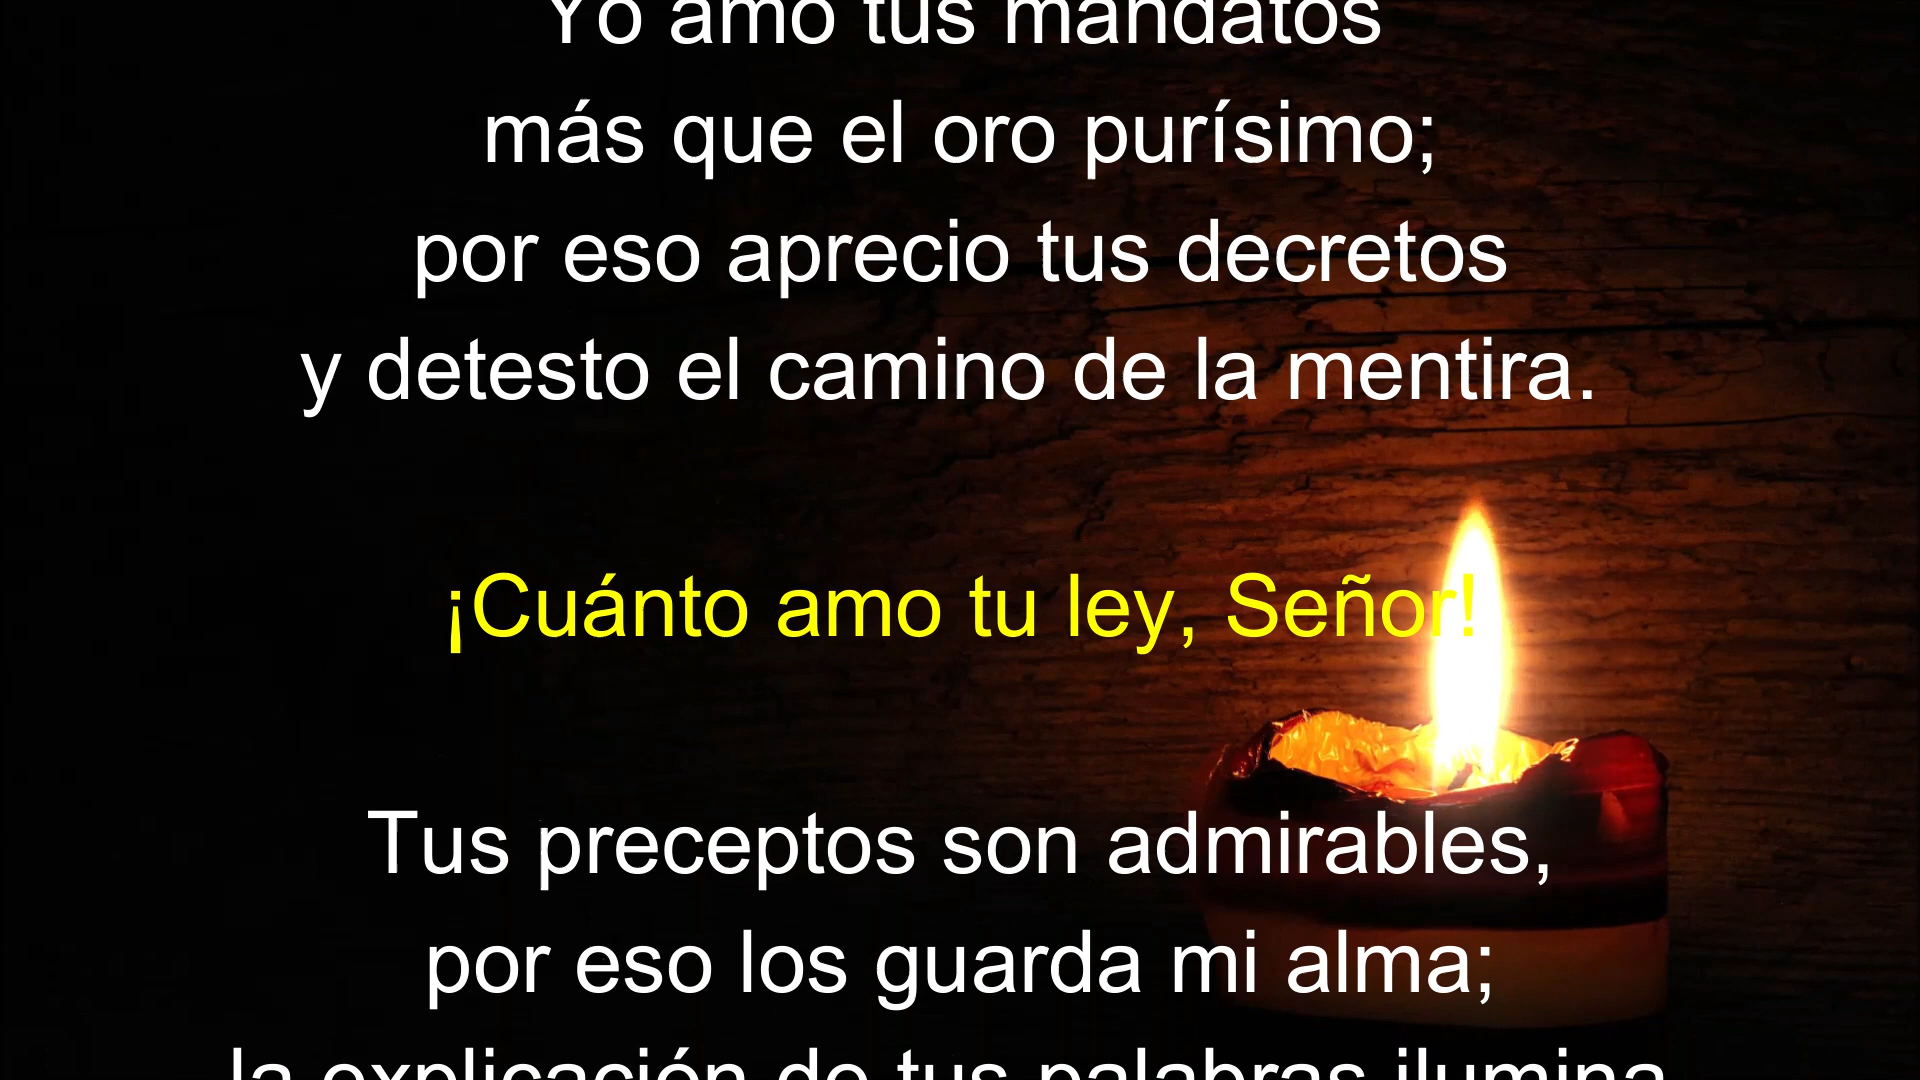 Yo amo tus mandatos
más que el oro purísimo;
por eso aprecio tus decretos
y detesto el camino de la mentira.
¡Cuánto amo tu ley, Señor!
Tus preceptos son admirables,
por eso los guarda mi alma;
la explicación de tus palabras ilumina